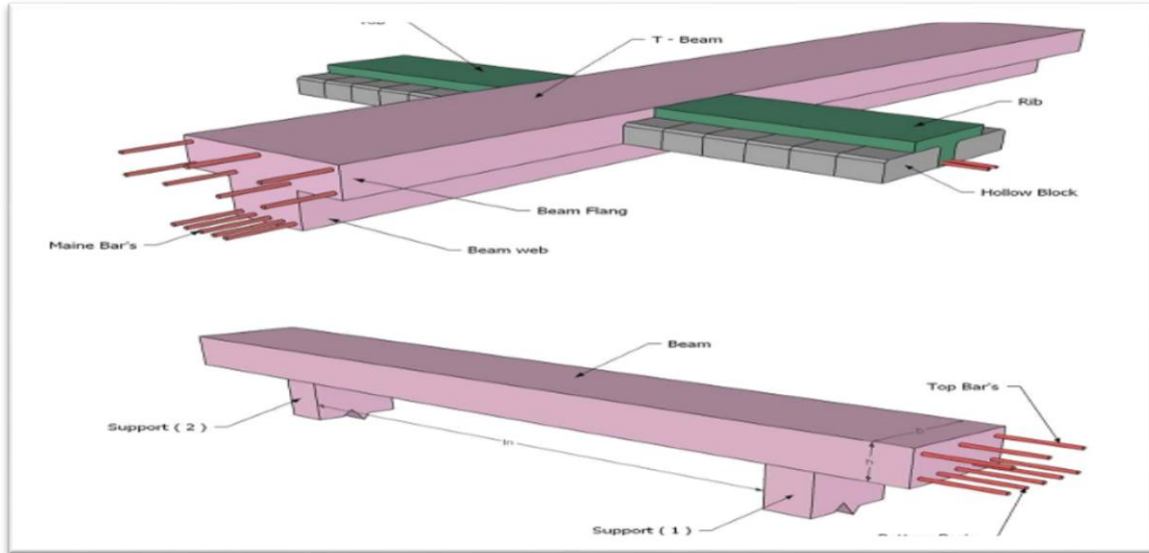 T - Beam
Rib
Hollow Block
Beam Flang
Maine Bar's
Beam web
Beam
Top Bar's
Support ( 2 )
ln
h
Support ( 1 )